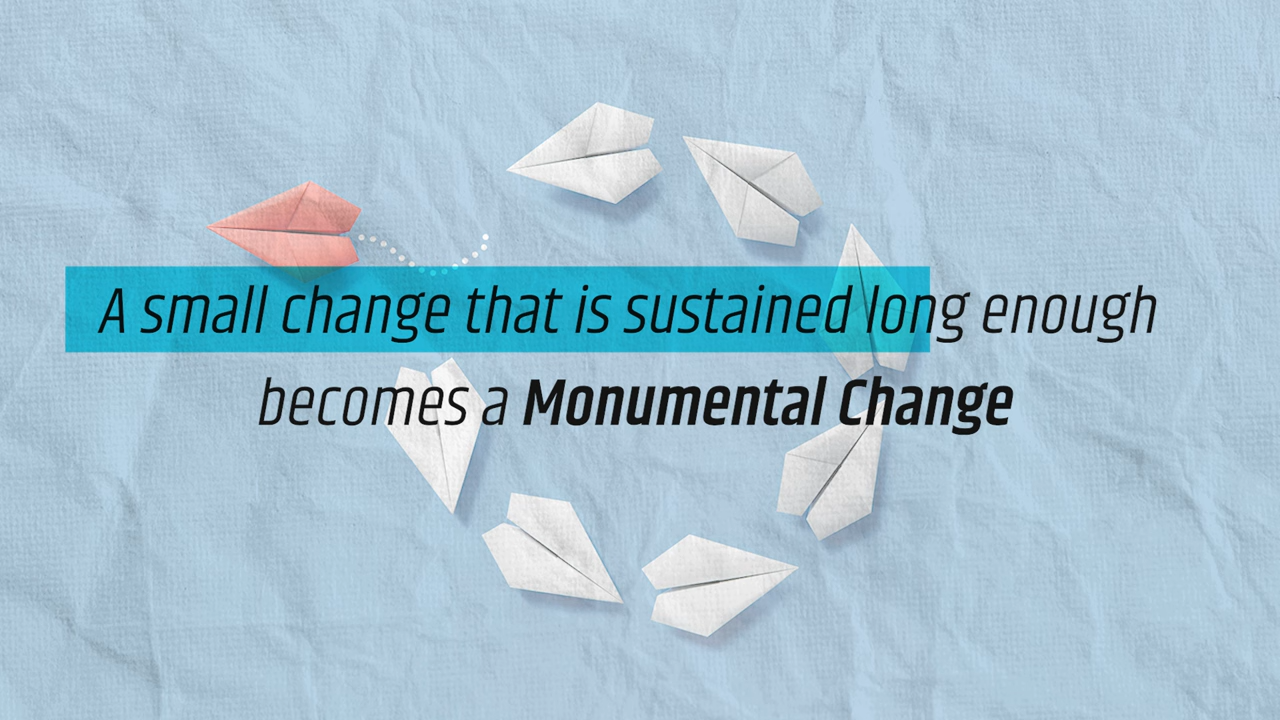 A small change that is sustained long enough
becomes a Monumental Change